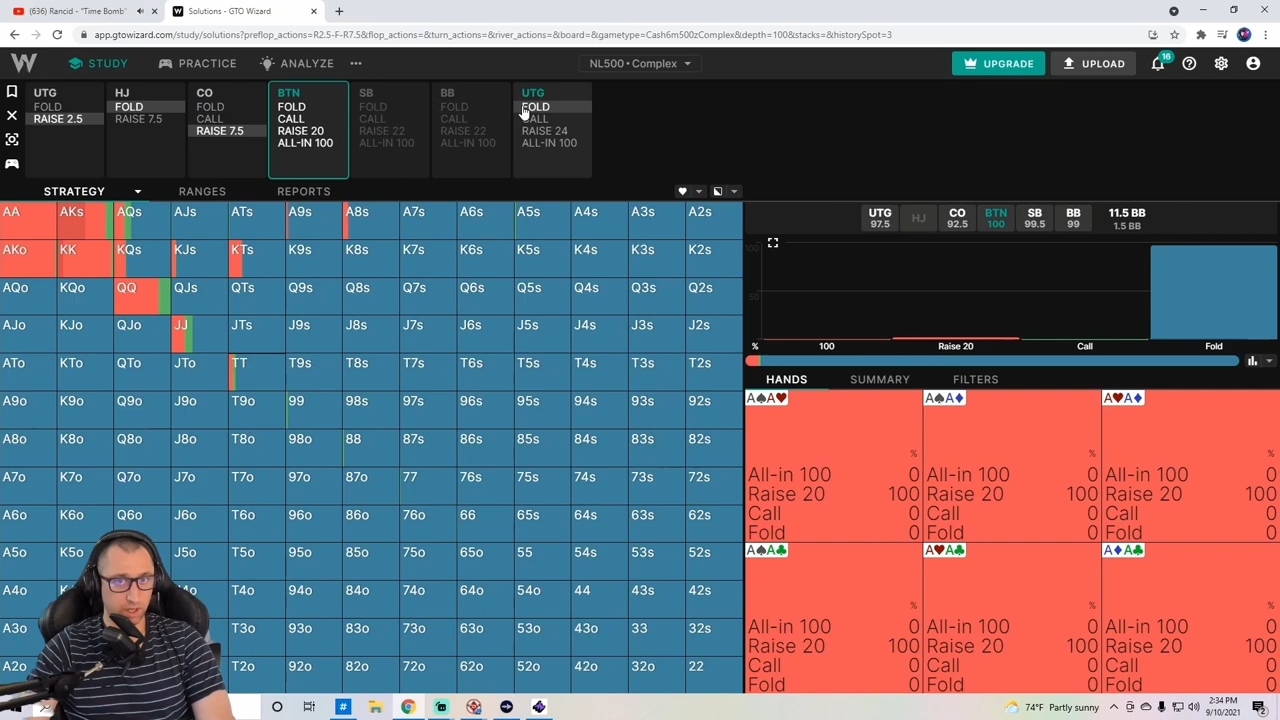 (636) Rancid - "Time Bomb"
Solutions - GTO Wizard
app.gtowizard.com/study/solutions?preflop_actions=R2.5-F-R7.5&flop_actions=&turn_actions=&river_actions=&board=&gametype=Cash6m500zComplex&depth=100&stacks=&historySpot=3
STUDY PRACTICE ANALYZE NL500 • Complex UPGRADE UPLOAD 16
UTG HJ CO BTN SB BB UTG
FOLD FOLD FOLD FOLD FOLD FOLD FOLD
RAISE 2.5 RAISE 7.5 CALL CALL CALL CALL CALL
RAISE 7.5 RAISE 20 RAISE 22 RAISE 22 RAISE 24
ALL-IN 100 ALL-IN 100 ALL-IN 100 ALL-IN 100
STRATEGY RANGES REPORTS
AA AKs AQs AJs ATs A9s A8s A7s A6s A5s A4s A3s A2s
AKo KK KQs KJs KTs K9s K8s K7s K6s K5s K4s K3s K2s
AQo KQo QQ QJs QTs Q9s Q8s Q7s Q6s Q5s Q4s Q3s Q2s
AJo KJo QJo JJ JTs J9s J8s J7s J6s J5s J4s J3s J2s
ATo KTo QTo JTo TT T9s T8s T7s T6s T5s T4s T3s T2s
A9o K9o Q9o J9o T9o 99 98s 97s 96s 95s 94s 93s 92s
A8o K8o Q8o J8o T8o 98o 88 87s 86s 85s 84s 83s 82s
A7o K7o Q7o J7o T7o 97o 87o 77 76s 75s 74s 73s 72s
A6o K6o Q6o J6o T6o 96o 86o 76o 66 65s 64s 63s 62s
A5o J5o T5o 95o 85o 75o 65o 55 54s 53s 52s
A4o T4o 94o 84o 74o 64o 54o 44 43s 42s
A3o T3o 93o 83o 73o 63o 53o 43o 33 32s
A2o T2o 92o 82o 72o 62o 52o 42o 32o 22
UTG HJ CO BTN SB BB 11.5 BB
97.5 92.5 100 99.5 99 1.5 BB
100
50
% 100 Raise 20 Call Fold
HANDS SUMMARY FILTERS
A♠A♥ A♠A♦ A♥A♦
% % %
All-in 100 0 All-in 100 0 All-in 100 0
Raise 20 100 Raise 20 100 Raise 20 100
Call 0 Call 0 Call 0
Fold 0 Fold 0 Fold 0
A♠A♣ A♥A♣ A♦A♣
% % %
All-in 100 0 All-in 100 0 All-in 100 0
Raise 20 100 Raise 20 100 Raise 20 100
Call 0 Call 0 Call 0
Fold 0 Fold 0 Fold 0
74°F Partly sunny 2:34 PM
9/10/2021